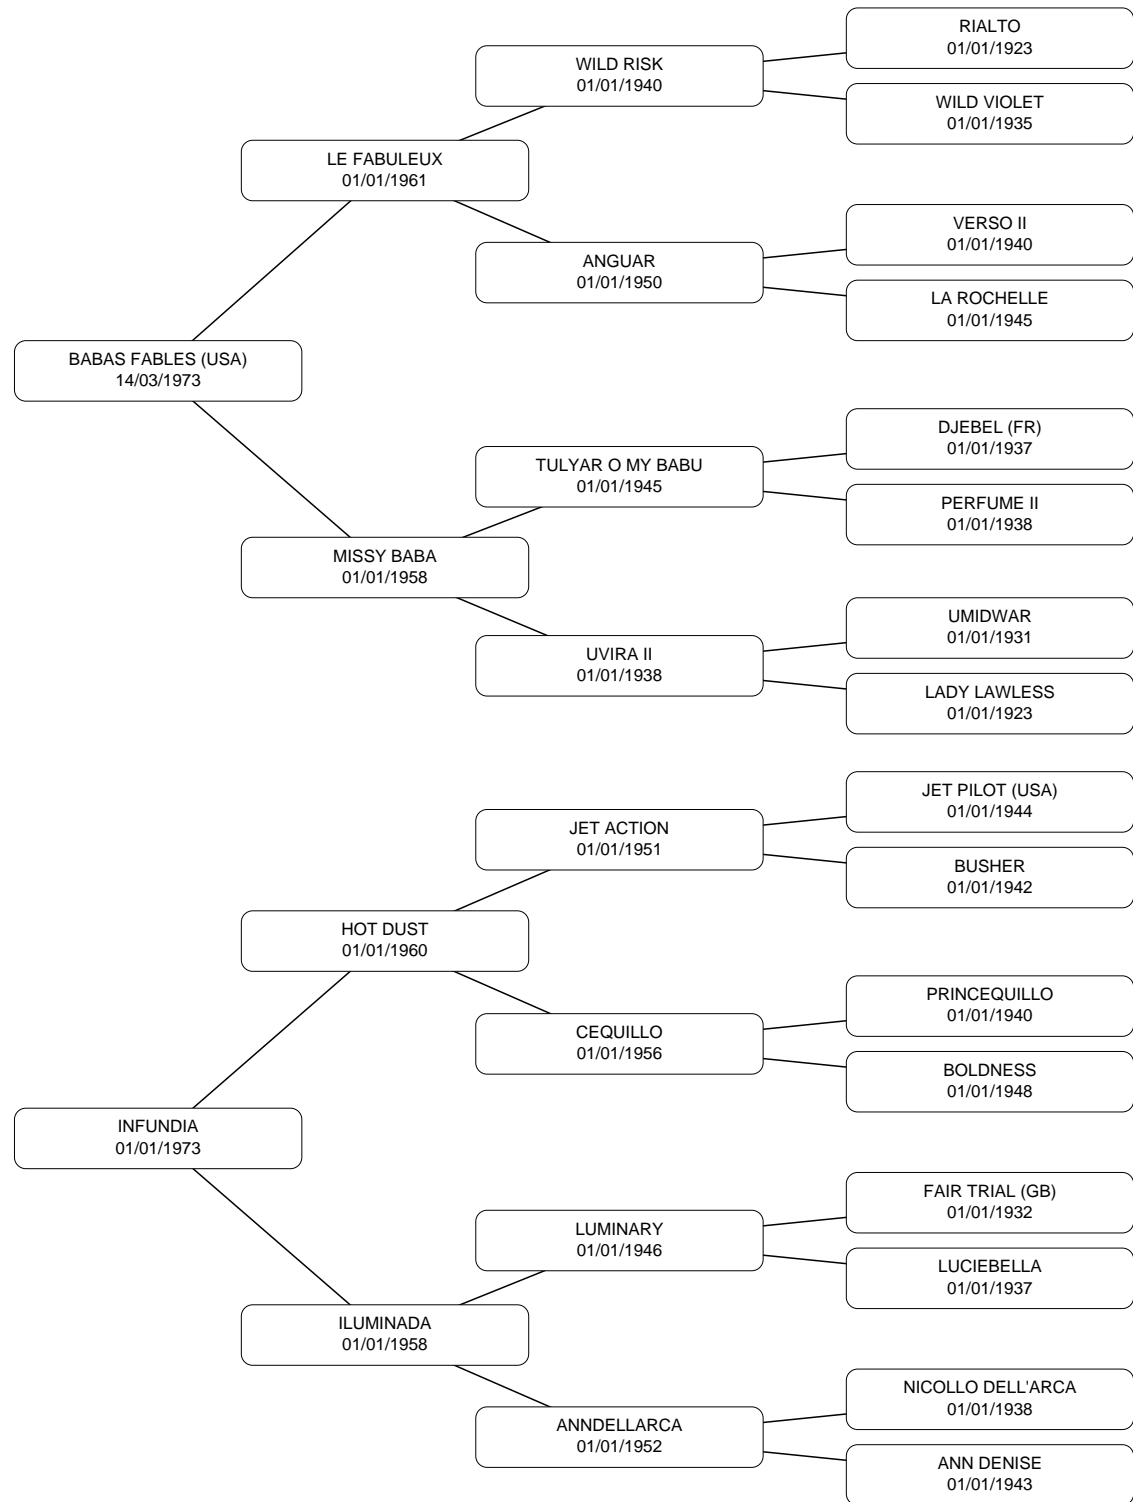 RIALTO
01/01/1923
WILD RISK
01/01/1940
WILD VIOLET
01/01/1935
LE FABULEUX
01/01/1961
VERSO II
01/01/1940
ANGUAR
01/01/1950
LA ROCHELLE
01/01/1945
BABAS FABLES (USA)
14/03/1973
DJEBEL (FR)
01/01/1937
TULYAR O MY BABU
01/01/1945
PERFUME II
01/01/1938
MISSY BABA
01/01/1958
UMIDWAR
01/01/1931
UVIRA II
01/01/1938
LADY LAWLESS
01/01/1923
JET PILOT (USA)
01/01/1944
JET ACTION
01/01/1951
BUSHER
01/01/1942
HOT DUST
01/01/1960
PRINCEQUILLO
01/01/1940
CEQUILLO
01/01/1956
BOLDNESS
01/01/1948
INFUNDIA
01/01/1973
FAIR TRIAL (GB)
01/01/1932
LUMINARY
01/01/1946
LUCIEBELLA
01/01/1937
ILUMINADA
01/01/1958
NICOLLO DELL'ARCA
01/01/1938
ANNDELLARCA
01/01/1952
ANN DENISE
01/01/1943